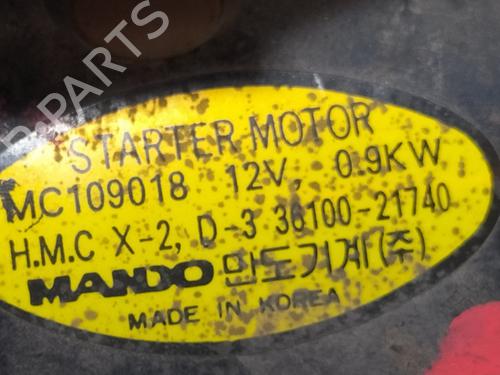 B-PARTS
STARTER MOTOR
MC109018 12V, 0.9KW
H.M.C X-2, D-3 36100-21740
MANDO 만도기계(주)
MADE IN KOREA